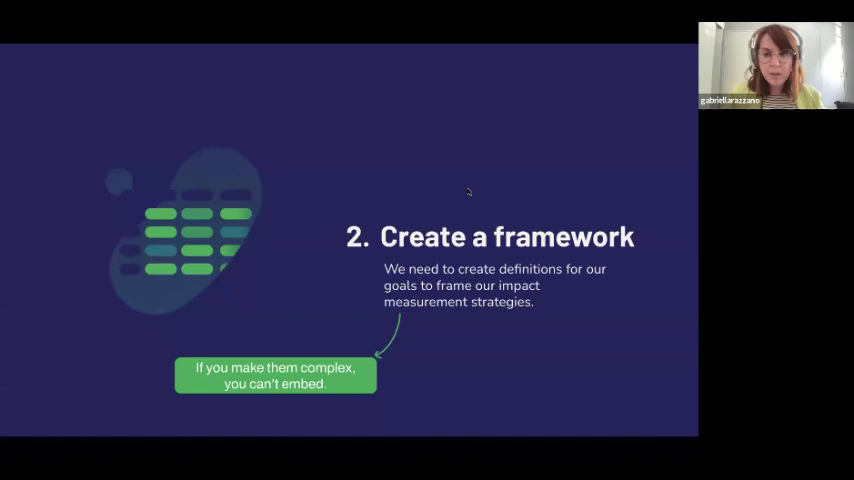 gabriellarazzano
2. Create a framework
We need to create definitions for our
goals to frame our impact
measurement strategies.
If you make them complex,
you can't embed.